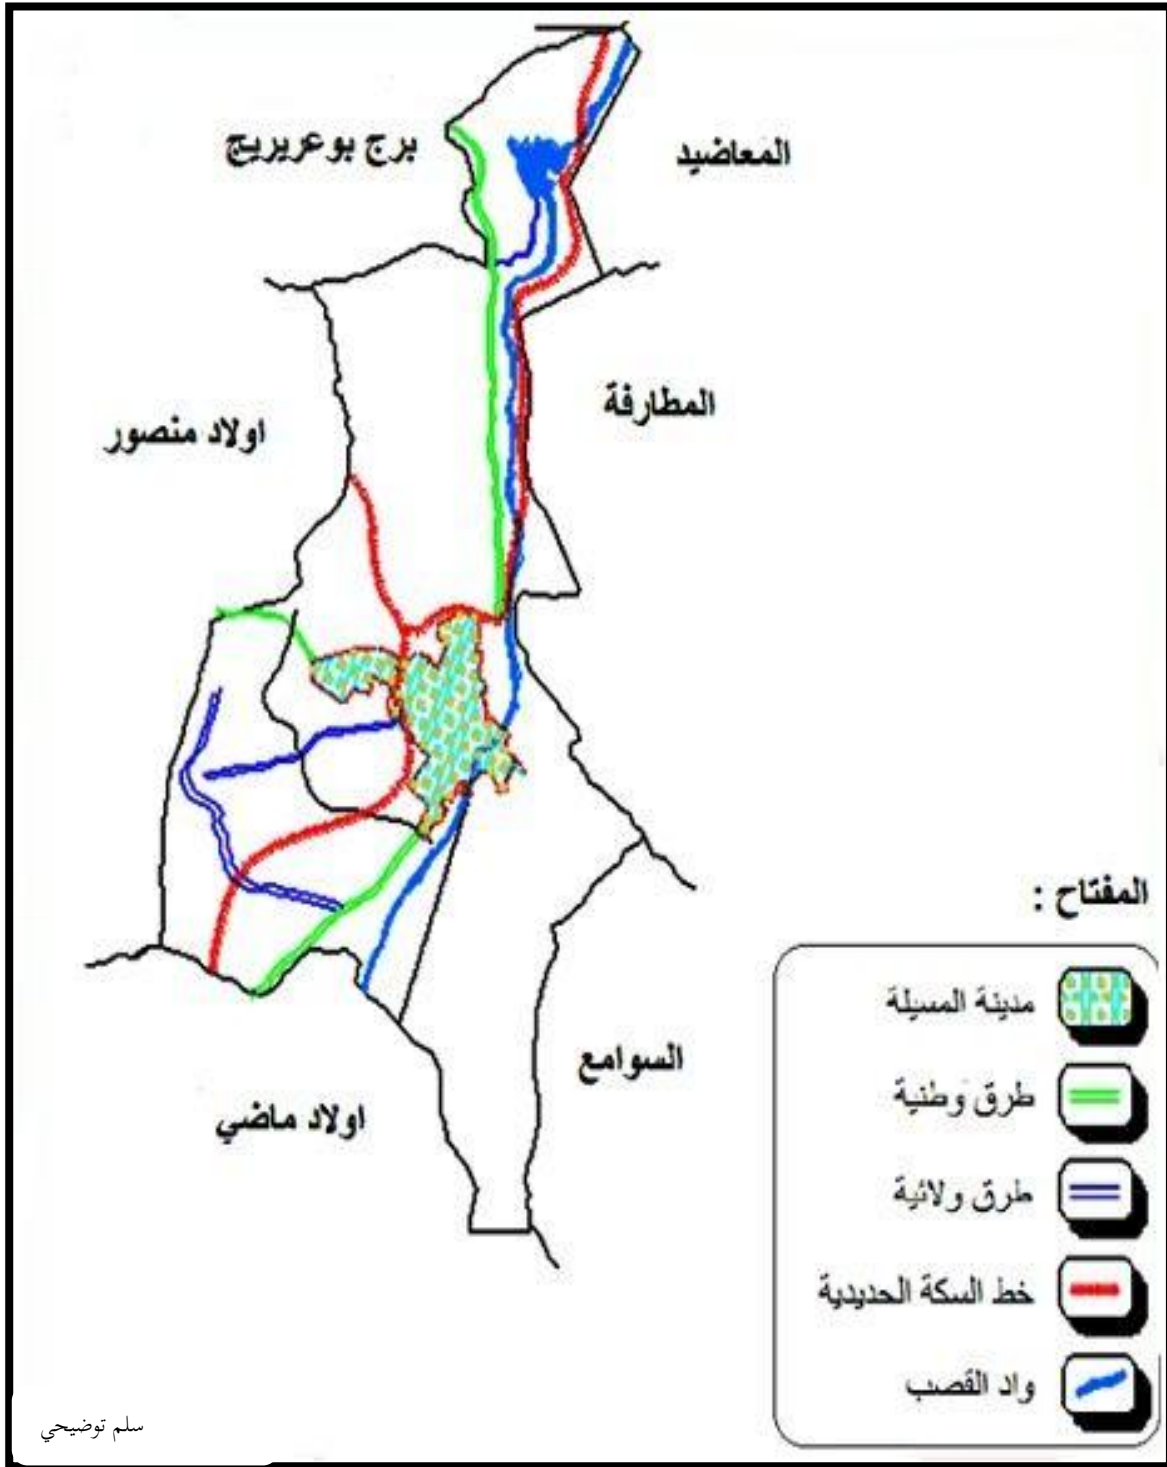 برج بوعريريج
المعاضيد
المطارفة
اولاد منصور
المفتاح :
مدينة المسيلة
طرق وطنية
طرق ولائية
خط السكة الحديدية
واد القصب
السوامع
اولاد ماضي
سلم توضيحي